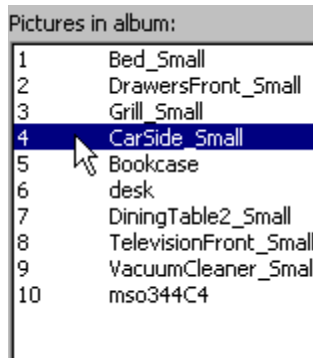 Pictures in album:
1 Bed_Small
2 DrawersFront_Small
3 Grill_Small
4 CarSide_Small
5 Bookcase
6 desk
7 DiningTable2_Small
8 TelevisionFront_Small
9 VacuumCleaner_Smal
10 mso344C4